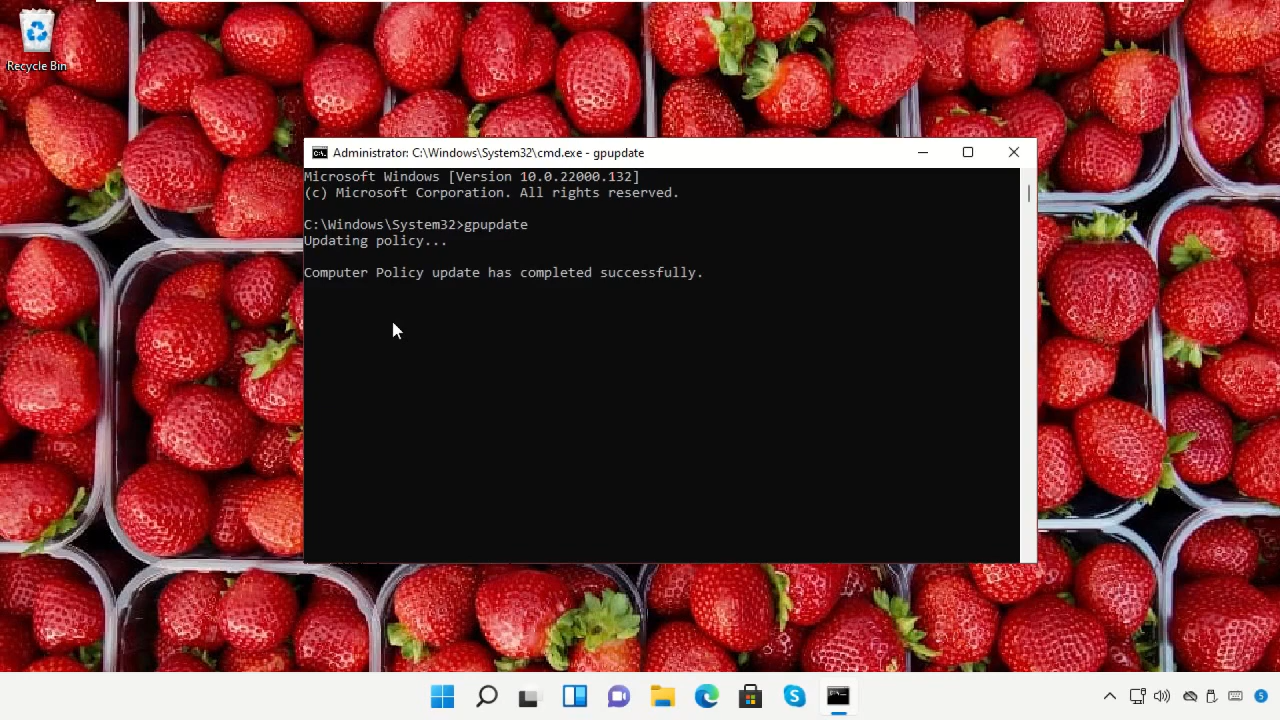 Recycle Bin
Administrator: C:\Windows\System32\cmd.exe - gpupdate
Microsoft Windows [Version 10.0.22000.132]
(c) Microsoft Corporation. All rights reserved.
C:\Windows\System32>gpupdate
Updating policy...
Computer Policy update has completed successfully.
5